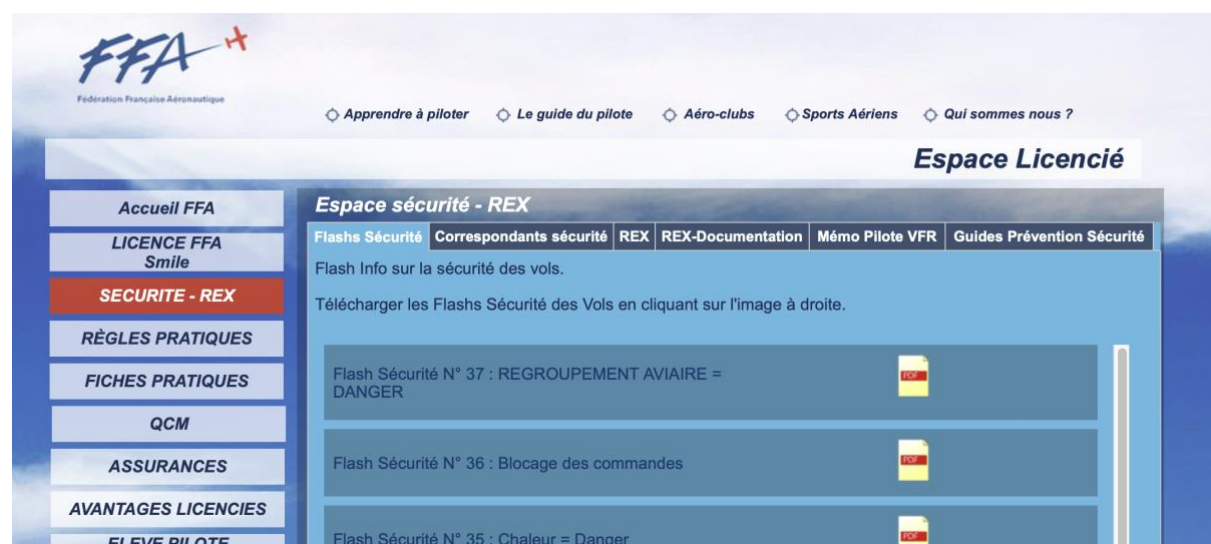 FFA
Fédération Française Aéronautique
Apprendre à piloter Le guide du pilote Aéro-clubs Sports Aériens Qui sommes nous ?
Espace Licencié
Accueil FFA
LICENCE FFA
Smile
SECURITE - REX
RÈGLES PRATIQUES
FICHES PRATIQUES
QCM
ASSURANCES
AVANTAGES LICENCIES
ELEVE PILOTE
Espace sécurité - REX
Flashs Sécurité Correspondants sécurité REX REX-Documentation Mémo Pilote VFR Guides Prévention Sécurité
Flash Info sur la sécurité des vols.
Télécharger les Flashs Sécurité des Vols en cliquant sur l'image à droite.
Flash Sécurité N° 37 : REGROUPEMENT AVIAIRE =
DANGER
PDF
Flash Sécurité N° 36 : Blocage des commandes
PDF
Flash Sécurité N° 35 : Chaleur = Danger
PDF